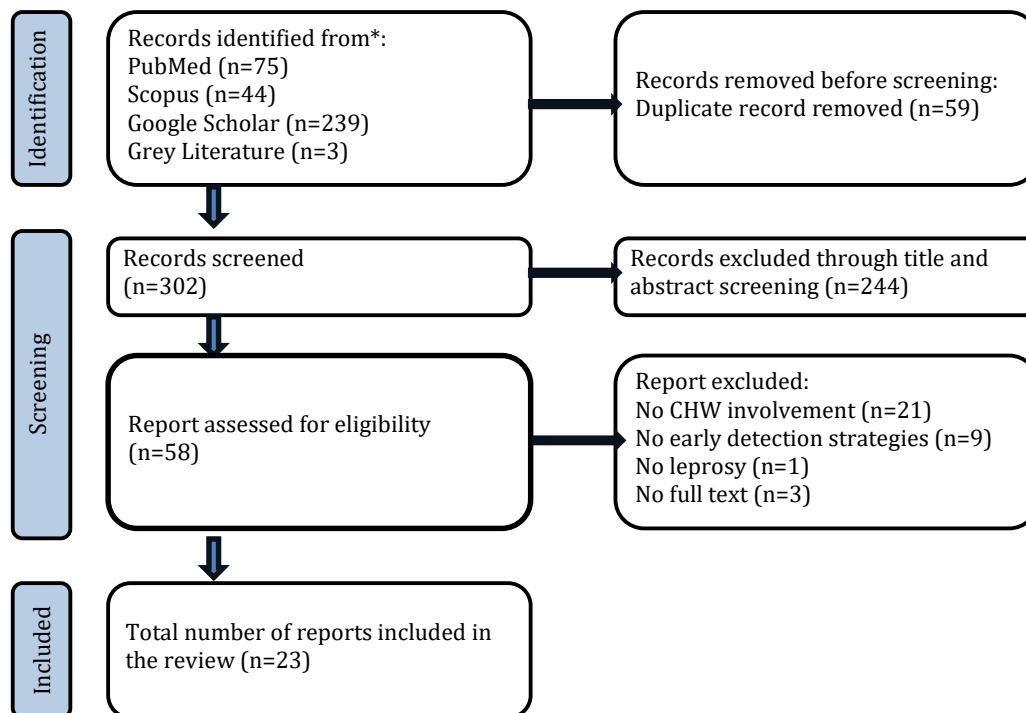 Identification
Records identified from*:
PubMed (n=75)
Scopus (n=44)
Google Scholar (n=239)
Grey Literature (n=3)
Records removed before screening:
Duplicate record removed (n=59)
Screening
Records screened
(n=302)
Records excluded through title and
abstract screening (n=244)
Report assessed for eligibility
(n=58)
Report excluded:
No CHW involvement (n=21)
No early detection strategies (n=9)
No leprosy (n=1)
No full text (n=3)
Included
Total number of reports included in
the review (n=23)